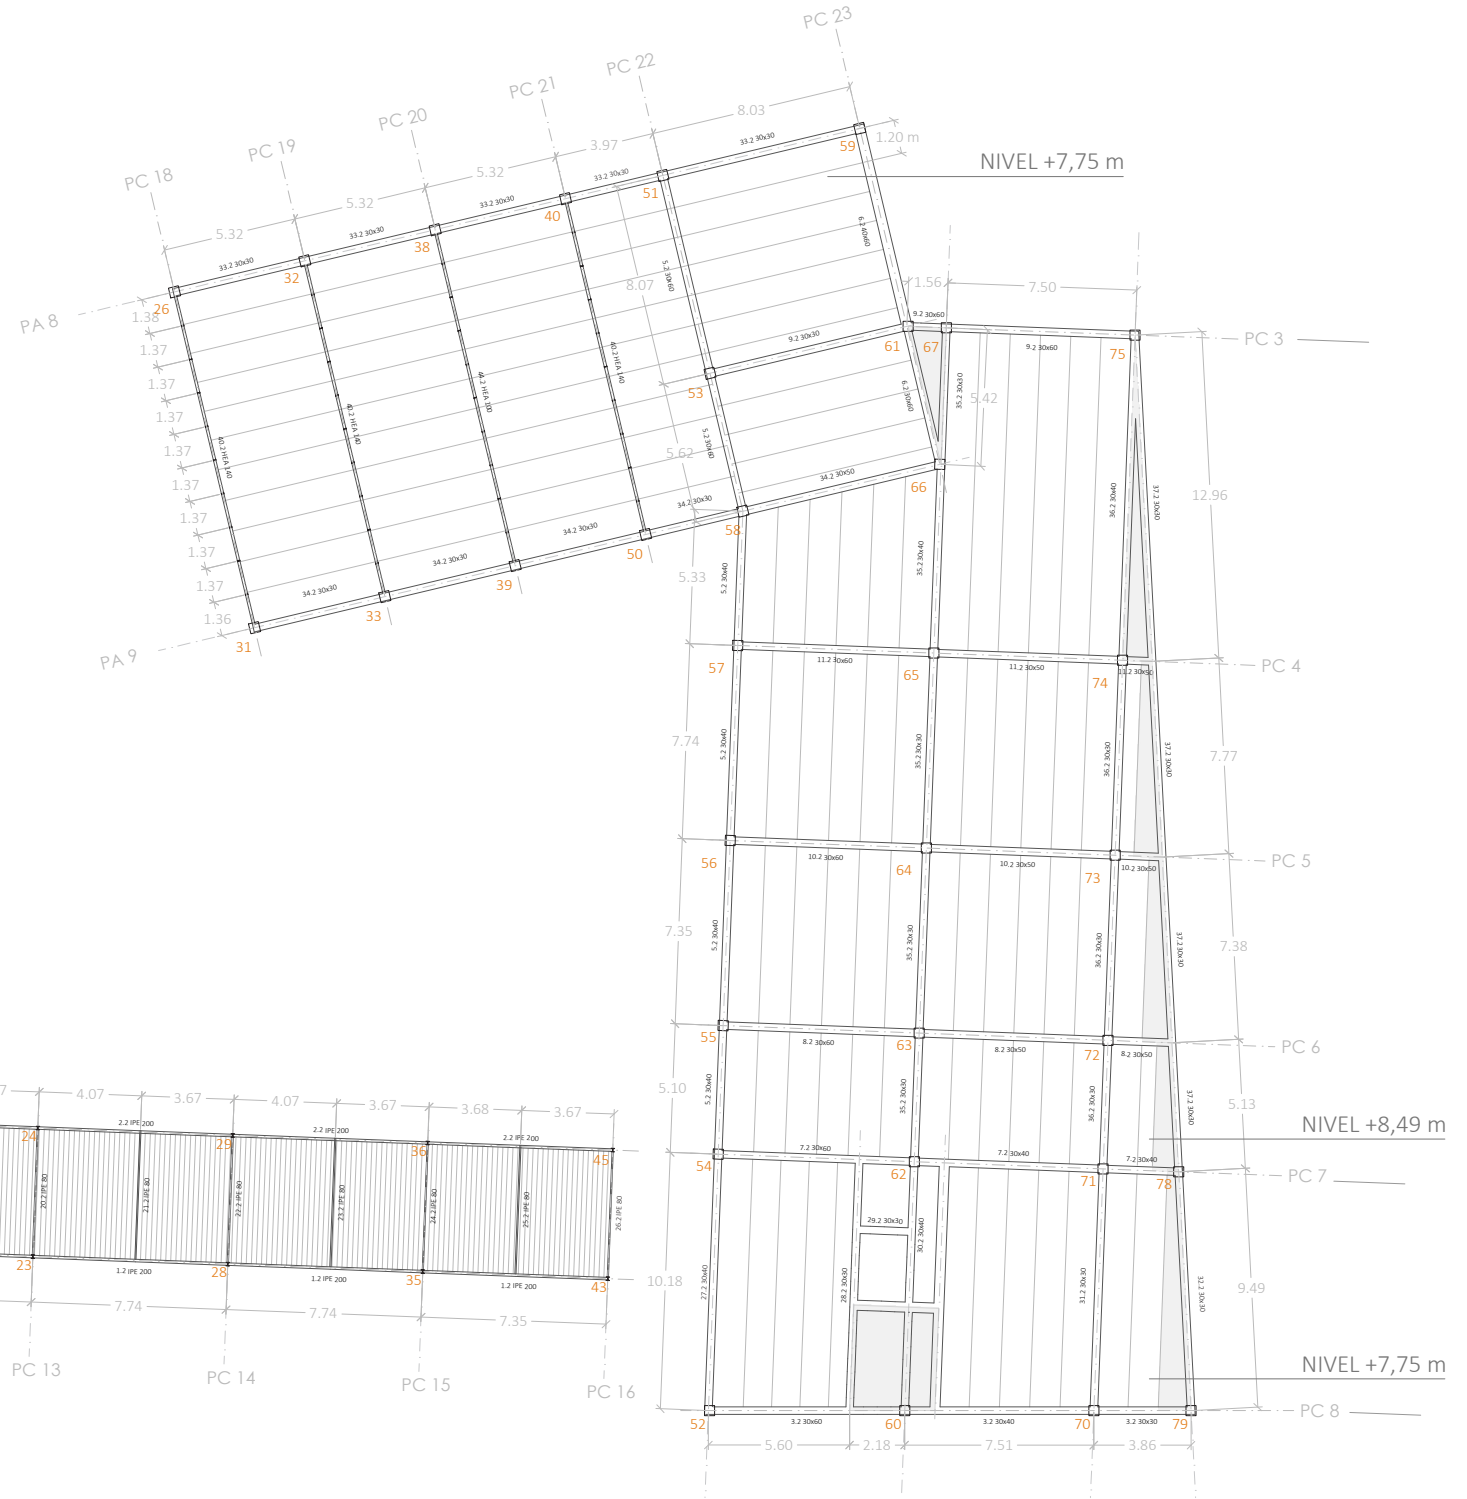 PC 23
PC 22
PC 21
PC 20
PC 19
PC 18
8.03
3.97
5.32
5.32
5.32
5.32
1.20 m
NIVEL +7,75 m
33.2 30x30
33.2 30x30
33.2 30x30
33.2 30x30
33.2 30x30
59
51
40
38
32
26
PA 8
1.38
1.37
1.37
1.37
1.37
1.37
1.37
1.37
1.37
1.36
PA 9
8.07
5.2 30x60
6.2 40x60
1.56
7.50
9.2 30x60
9.2 30x30
61
67
9.2 30x60
75
PC 3
40.2 HEA 140
44.2 HEA 100
40.2 HEA 140
40.2 HEA 140
53
6.2 30x60
35.2 30x30
5.42
5.62
5.2 30x60
34.2 30x50
66
34.2 30x30
58
34.2 30x30
50
34.2 30x30
39
34.2 30x30
33
31
36.2 30x40
37.2 30x30
12.96
5.33
5.2 30x40
35.2 30x40
57
11.2 30x60
65
11.2 30x50
74
11.2 30x50
PC 4
7.74
5.2 30x40
35.2 30x30
36.2 30x30
37.2 30x30
7.77
56
10.2 30x60
64
10.2 30x50
73
10.2 30x50
PC 5
7.35
5.2 30x40
35.2 30x30
36.2 30x30
37.2 30x30
7.38
55
8.2 30x60
63
8.2 30x50
72
8.2 30x50
PC 6
5.10
5.2 30x40
35.2 30x30
36.2 30x30
37.2 30x30
5.13
NIVEL +8,49 m
54
7.2 30x60
62
7.2 30x40
71
7.2 30x40
78
PC 7
7
4.07
3.67
4.07
3.67
3.68
3.67
2.2 IPE 200
2.2 IPE 200
2.2 IPE 200
24
29
36
45
20.2 IPE 80
21.2 IPE 80
22.2 IPE 80
23.2 IPE 80
24.2 IPE 80
25.2 IPE 80
26.2 IPE 80
23
1.2 IPE 200
28
1.2 IPE 200
35
1.2 IPE 200
43
7.74
7.74
7.35
PC 13
PC 14
PC 15
PC 16
10.18
27.2 30x40
28.2 30x30
29.2 30x30
30.2 30x40
31.2 30x30
32.2 30x30
9.49
NIVEL +7,75 m
52
3.2 30x60
60
3.2 30x40
70
3.2 30x30
79
PC 8
5.60
2.18
7.51
3.86